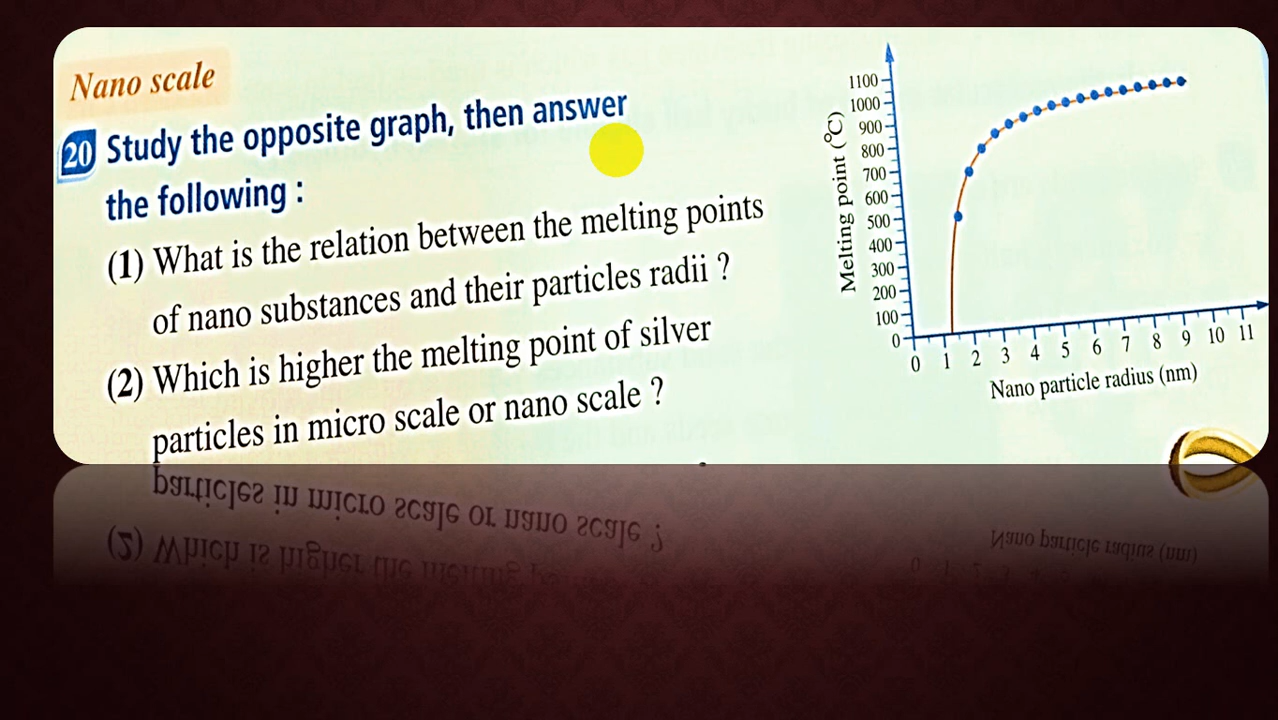 Nano scale
20 Study the opposite graph, then answer
the following :
(1) What is the relation between the melting points
of nano substances and their particles radii ?
(2) Which is higher the melting point of silver
particles in micro scale or nano scale ?
Melting point (°C)
1100
1000
900
800
700
600
500
400
300
200
100
0
0 1 2 3 4 5 6 7 8 9 10 11
Nano particle radius (nm)